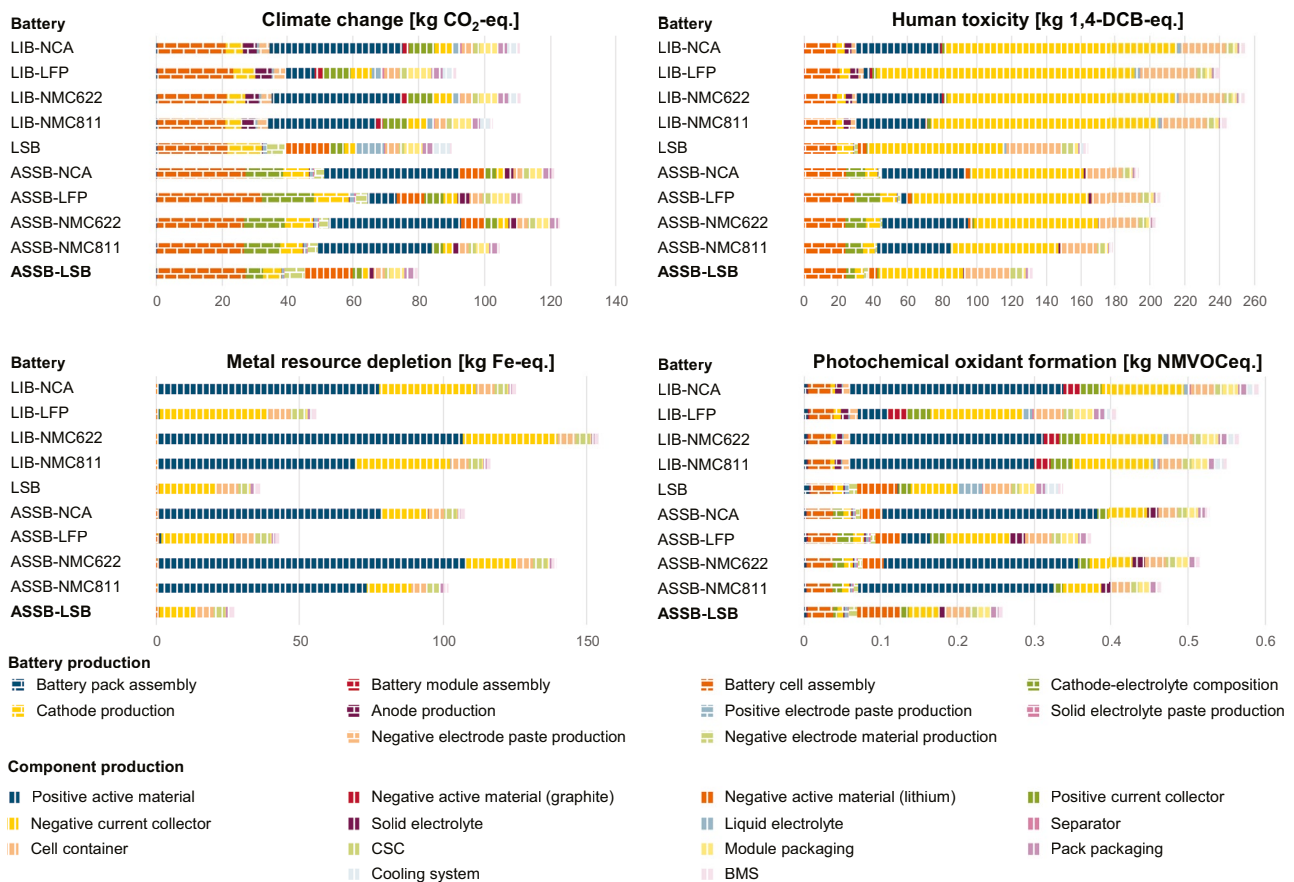 Battery
Climate change [kg CO2-eq.]
LIB-NCA
LIB-LFP
LIB-NMC622
LIB-NMC811
LSB
ASSB-NCA
ASSB-LFP
ASSB-NMC622
ASSB-NMC811
ASSB-LSB
0 20 40 60 80 100 120 140
Battery
Human toxicity [kg 1,4-DCB-eq.]
LIB-NCA
LIB-LFP
LIB-NMC622
LIB-NMC811
LSB
ASSB-NCA
ASSB-LFP
ASSB-NMC622
ASSB-NMC811
ASSB-LSB
0 20 40 60 80 100 120 140 160 180 200 220 240 260
Battery
Metal resource depletion [kg Fe-eq.]
LIB-NCA
LIB-LFP
LIB-NMC622
LIB-NMC811
LSB
ASSB-NCA
ASSB-LFP
ASSB-NMC622
ASSB-NMC811
ASSB-LSB
0 50 100 150
Battery
Photochemical oxidant formation [kg NMVOCeq.]
LIB-NCA
LIB-LFP
LIB-NMC622
LIB-NMC811
LSB
ASSB-NCA
ASSB-LFP
ASSB-NMC622
ASSB-NMC811
ASSB-LSB
0 0.1 0.2 0.3 0.4 0.5 0.6
Battery production
Battery pack assembly Battery module assembly Battery cell assembly Cathode-electrolyte composition
Cathode production Anode production Positive electrode paste production Solid electrolyte paste production
Negative electrode paste production Negative electrode material production
Component production
Positive active material Negative active material (graphite) Negative active material (lithium) Positive current collector
Negative current collector Solid electrolyte Liquid electrolyte Separator
Cell container CSC Module packaging Pack packaging
Cooling system BMS